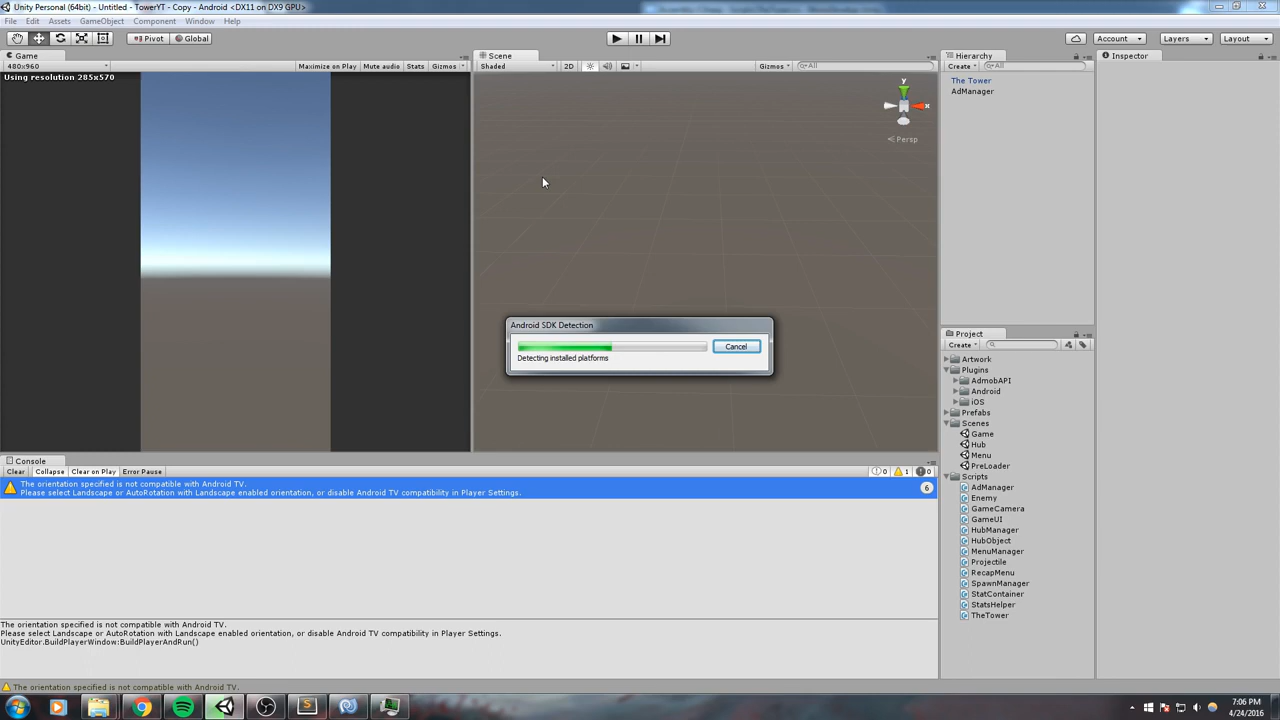 Unity Personal (64bit) - Untitled - TowerYT - Copy - Android <DX11 on DX9 GPU>
File Edit Assets GameObject Component Window Help
Pivot Global Account Layers Layout
Game Scene Hierarchy Inspector
480x960 Maximize on Play Mute audio Stats Gizmos Shaded 2D Gizmos All Create All
Using resolution 285x570
The Tower
AdManager
y
x
Persp
Android SDK Detection
Cancel
Detecting installed platforms
Project
Create
Artwork
Plugins
AdmobAPI
Android
iOS
Prefabs
Scenes
Game
Hub
Menu
PreLoader
Scripts
AdManager
Enemy
GameCamera
GameUI
HubManager
HubObject
MenuManager
Projectile
RecapMenu
SpawnManager
StatContainer
StatsHelper
TheTower
Console
Clear Collapse Clear on Play Error Pause 0 1 0
The orientation specified is not compatible with Android TV.
Please select Landscape or AutoRotation with Landscape enabled orientation, or disable Android TV compatibility in Player Settings.
6
The orientation specified is not compatible with Android TV.
Please select Landscape or AutoRotation with Landscape enabled orientation, or disable Android TV compatibility in Player Settings.
UnityEditor.BuildPlayerWindow:BuildPlayerAndRun()
The orientation specified is not compatible with Android TV.
7:06 PM
4/24/2016